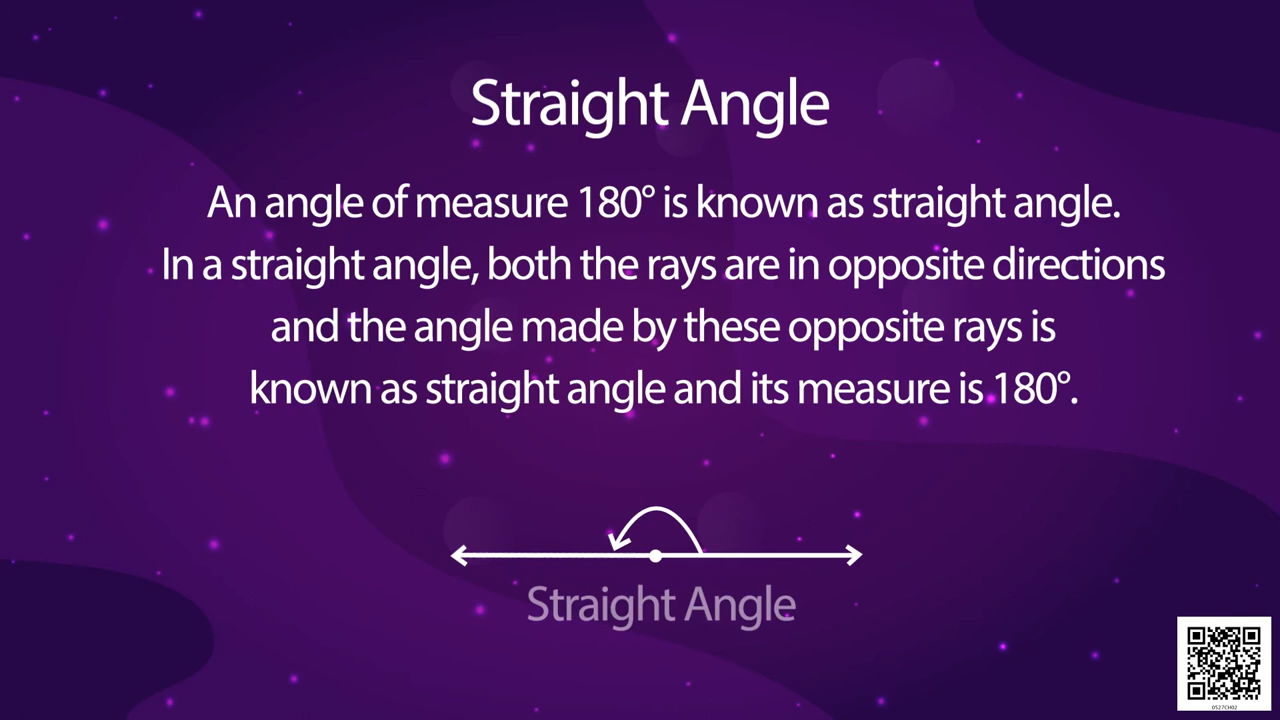 Straight Angle
An angle of measure 180° is known as straight angle.
In a straight angle, both the rays are in opposite directions
and the angle made by these opposite rays is
known as straight angle and its measure is 180°.
Straight Angle
0527CH02